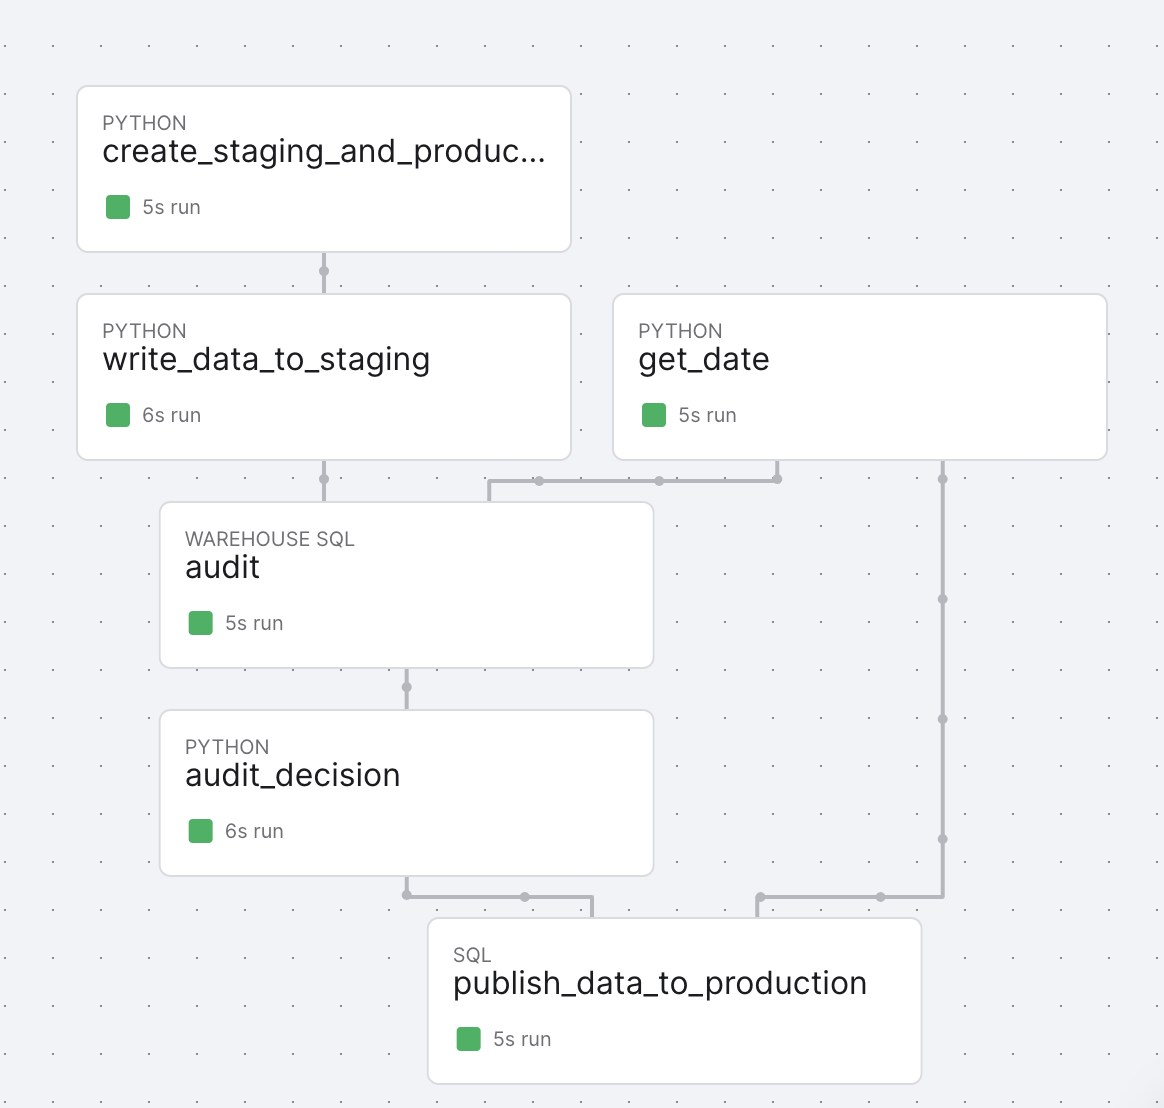 PYTHON
create_staging_and_produc...
5s run
PYTHON
write_data_to_staging
6s run
PYTHON
get_date
5s run
WAREHOUSE SQL
audit
5s run
PYTHON
audit_decision
6s run
SQL
publish_data_to_production
5s run